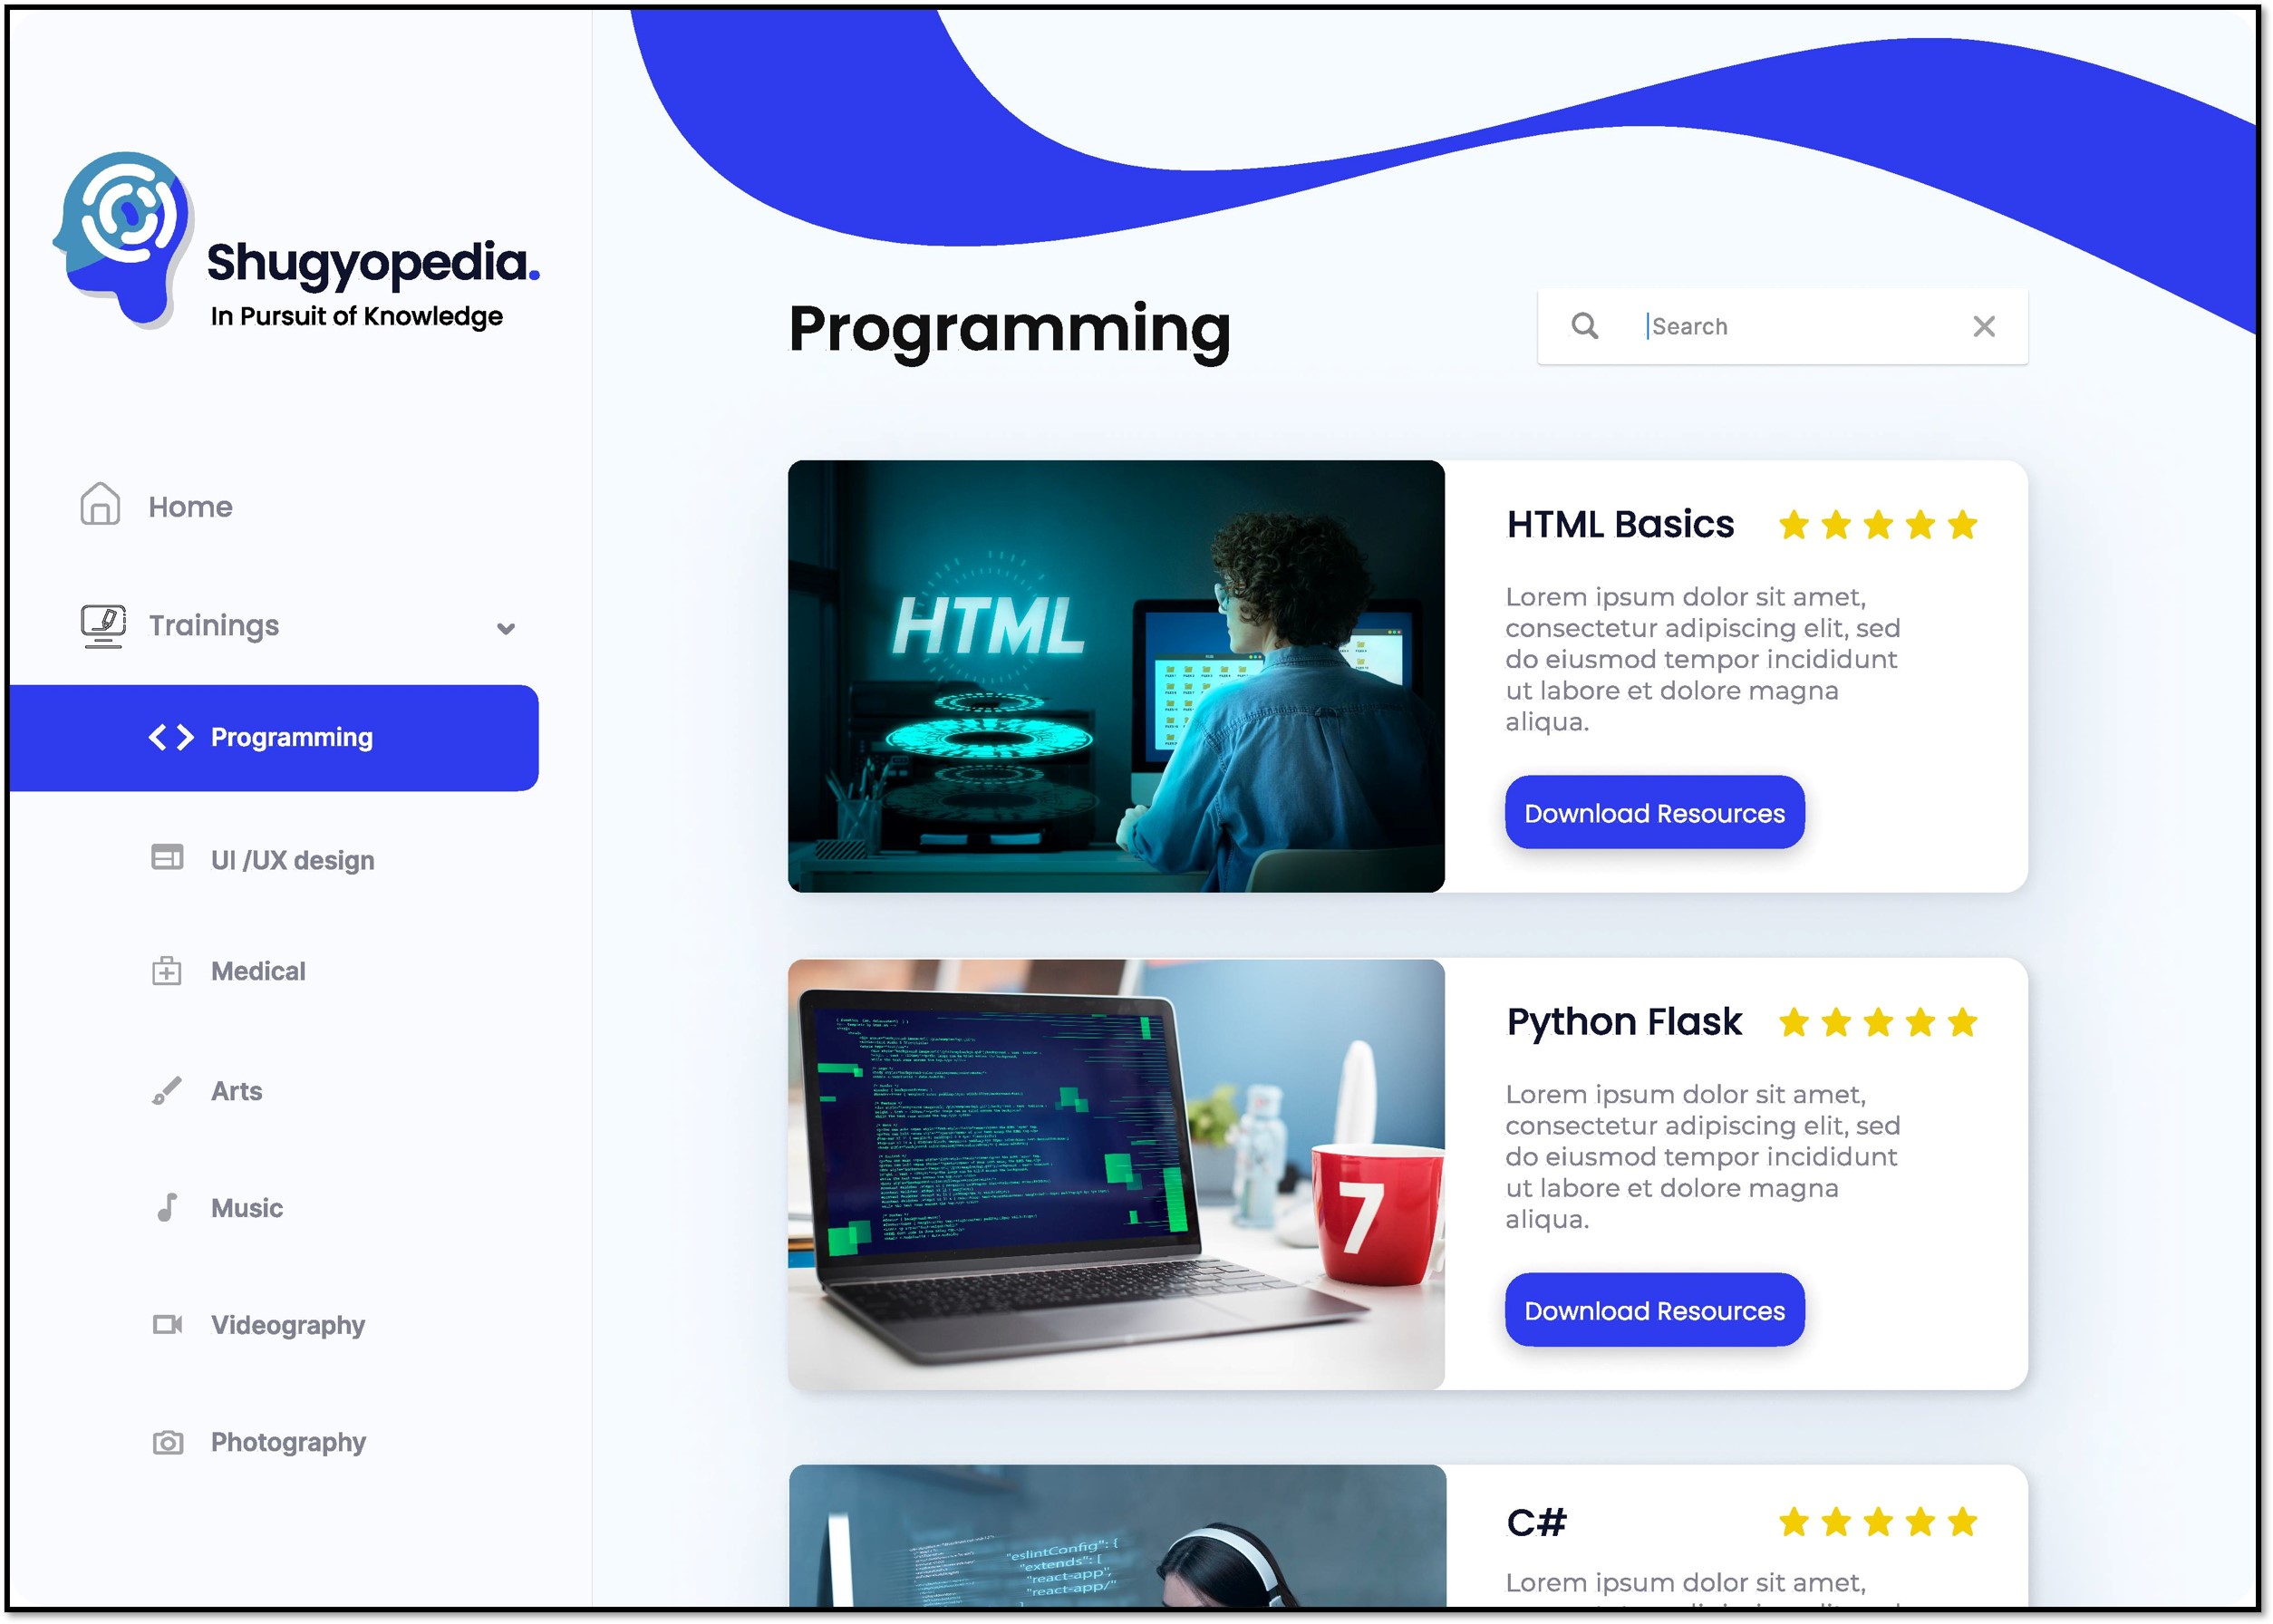 Shugyopedia.
In Pursuit of Knowledge
Home
Trainings
Programming
UI /UX design
Medical
Arts
Music
Videography
Photography
Programming
Search
HTML
HTML Basics
Lorem ipsum dolor sit amet,
consectetur adipiscing elit, sed
do eiusmod tempor incididunt
ut labore et dolore magna
aliqua.
Download Resources
7
Python Flask
Lorem ipsum dolor sit amet,
consectetur adipiscing elit, sed
do eiusmod tempor incididunt
ut labore et dolore magna
aliqua.
Download Resources
"eslintConfig": {
"extends": [
"react-app",
"react-app/"
C#
Lorem ipsum dolor sit amet,